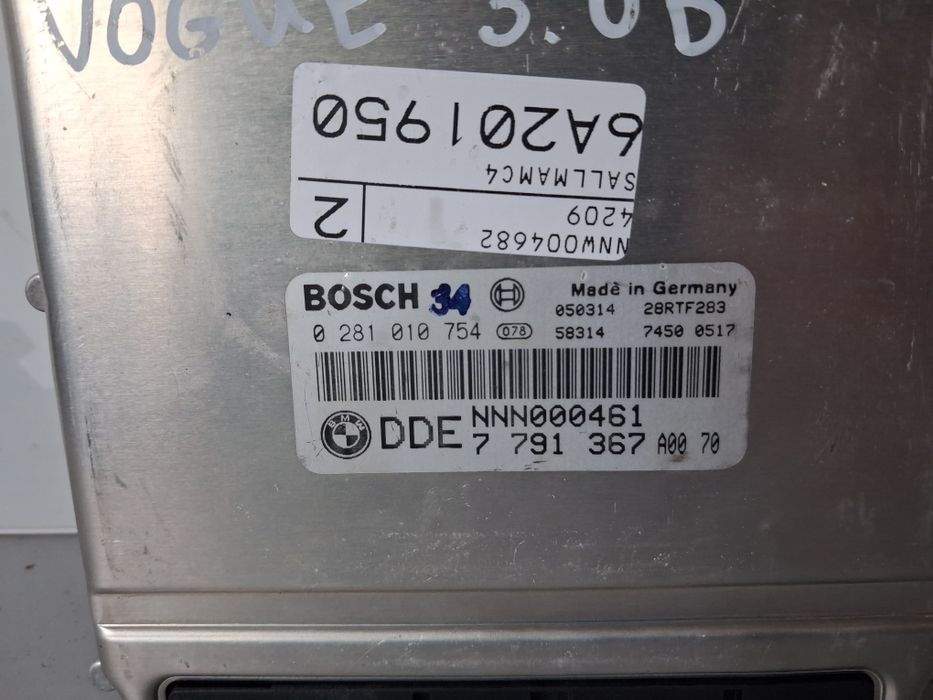 VOGUE 3.0D
6A201950
SALLMAMC4
4209
NNW004682
2
BOSCH 34 Made in Germany
050314 28RTF283
0 281 010 754 078 58314 7450 0517
BMW
DDE NNN000461
7 791 367 A00 70